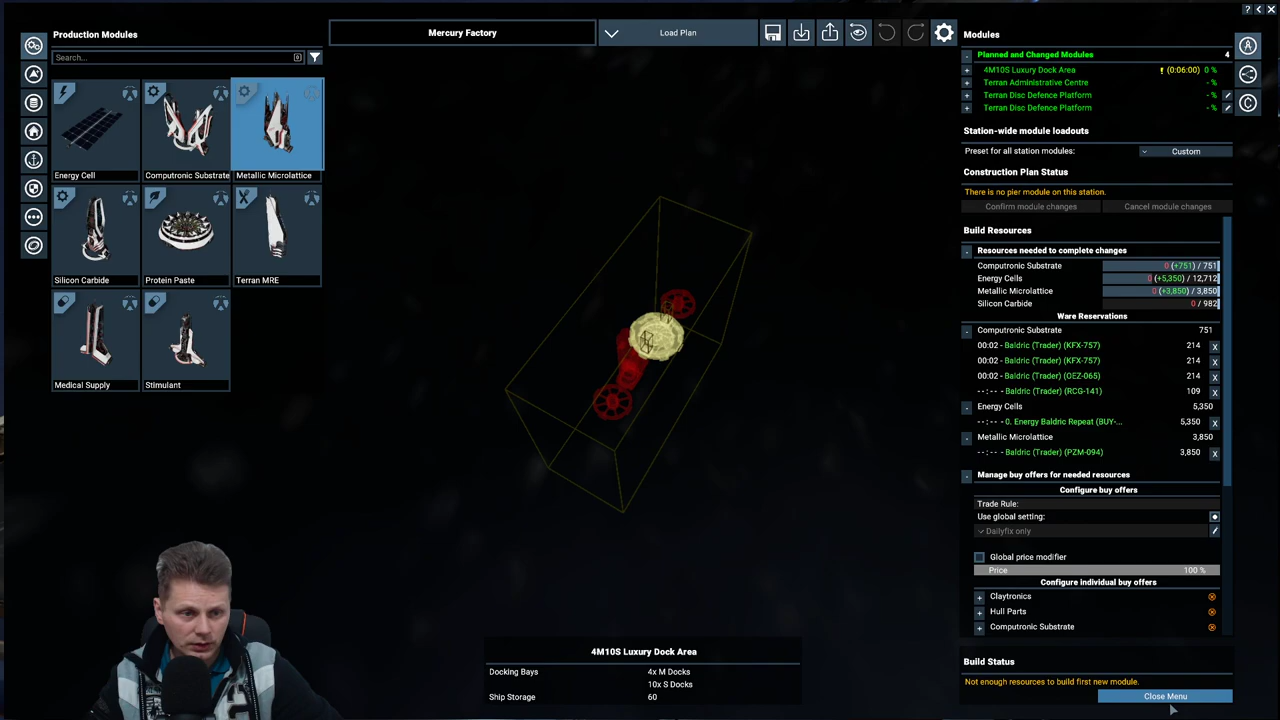 Production Modules
Search...
Energy Cell
Computronic Substrate
Metallic Microlattice
Silicon Carbide
Protein Paste
Terran MRE
Medical Supply
Stimulant
Mercury Factory
Load Plan
4M10S Luxury Dock Area
Docking Bays 4x M Docks
10x S Docks
Ship Storage 60
Modules
- Planned and Changed Modules 4
+ 4M10S Luxury Dock Area ! (0:06:00) 0 %
+ Terran Administrative Centre - %
+ Terran Disc Defence Platform - %
+ Terran Disc Defence Platform - %
Station-wide module loadouts
Preset for all station modules: Custom
Construction Plan Status
There is no pier module on this station.
Confirm module changes Cancel module changes
Build Resources
- Resources needed to complete changes
Computronic Substrate 0 (+751) / 751
Energy Cells 0 (+5,350) / 12,712
Metallic Microlattice 0 (+3,850) / 3,850
Silicon Carbide 0 / 982
Ware Reservations
- Computronic Substrate 751
00:02 - Baldric (Trader) (KFX-757) 214 X
00:02 - Baldric (Trader) (KFX-757) 214 X
00:02 - Baldric (Trader) (OEZ-065) 214 X
--:-- - Baldric (Trader) (RCG-141) 109 X
- Energy Cells 5,350
--:-- - 0. Energy Baldric Repeat (BUY-... 5,350 X
- Metallic Microlattice 3,850
--:-- - Baldric (Trader) (PZM-094) 3,850 X
- Manage buy offers for needed resources
Configure buy offers
Trade Rule:
Use global setting:
Dailyfix only
Global price modifier
Price 100 %
Configure individual buy offers
+ Claytronics
+ Hull Parts
+ Computronic Substrate
Build Status
Not enough resources to build first new module.
Close Menu